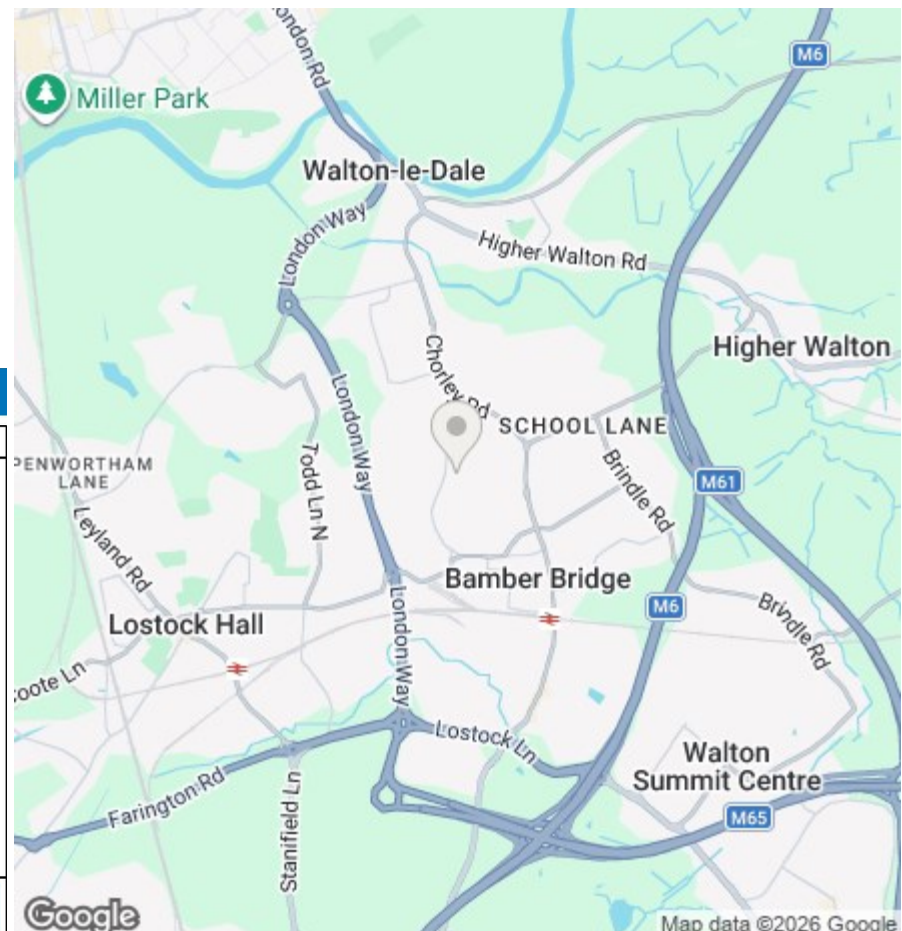 London Rd
M6
Miller Park
Walton-le-Dale
London Way
Higher Walton Rd
Higher Walton
Chorley Rd
London Way
SCHOOL LANE
PENWORTHAM
LANE
Todd Ln N
Brindle Rd
M61
Leyland Rd
Bamber Bridge
M6
Brindle Rd
Lostock Hall
London Way
coote Ln
Lostock Ln
Walton
Summit Centre
Farington Rd
Stanifield Ln
M65
Google
Map data ©2026 Google